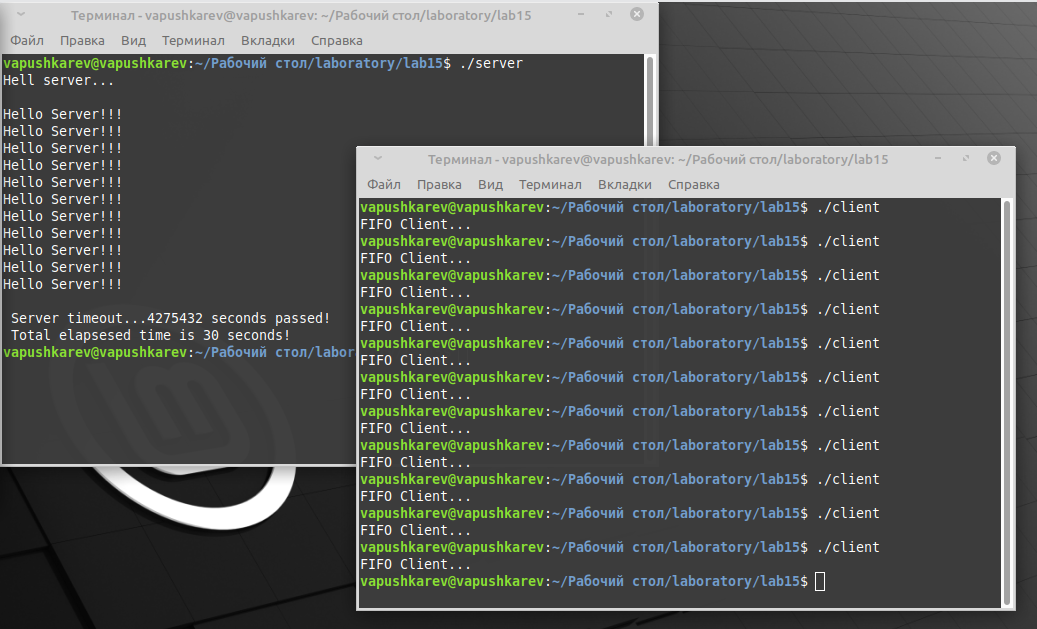 Терминал - vapushkarev@vapushkarev: ~/Рабочий стол/laboratory/lab15
Файл Правка Вид Терминал Вкладки Справка
vapushkarev@vapushkarev:~/Рабочий стол/laboratory/lab15$ ./server
Hell server...

Hello Server!!!
Hello Server!!!
Hello Server!!!
Hello Server!!!
Hello Server!!!
Hello Server!!!
Hello Server!!!
Hello Server!!!
Hello Server!!!
Hello Server!!!
Hello Server!!!

Server timeout...4275432 seconds passed!
Total elapsesed time is 30 seconds!
vapushkarev@vapushkarev:~/Рабочий стол/labor
Терминал - vapushkarev@vapushkarev: ~/Рабочий стол/laboratory/lab15
Файл Правка Вид Терминал Вкладки Справка
vapushkarev@vapushkarev:~/Рабочий стол/laboratory/lab15$ ./client
FIFO Client...
vapushkarev@vapushkarev:~/Рабочий стол/laboratory/lab15$ ./client
FIFO Client...
vapushkarev@vapushkarev:~/Рабочий стол/laboratory/lab15$ ./client
FIFO Client...
vapushkarev@vapushkarev:~/Рабочий стол/laboratory/lab15$ ./client
FIFO Client...
vapushkarev@vapushkarev:~/Рабочий стол/laboratory/lab15$ ./client
FIFO Client...
vapushkarev@vapushkarev:~/Рабочий стол/laboratory/lab15$ ./client
FIFO Client...
vapushkarev@vapushkarev:~/Рабочий стол/laboratory/lab15$ ./client
FIFO Client...
vapushkarev@vapushkarev:~/Рабочий стол/laboratory/lab15$ ./client
FIFO Client...
vapushkarev@vapushkarev:~/Рабочий стол/laboratory/lab15$ ./client
FIFO Client...
vapushkarev@vapushkarev:~/Рабочий стол/laboratory/lab15$ ./client
FIFO Client...
vapushkarev@vapushkarev:~/Рабочий стол/laboratory/lab15$ ./client
FIFO Client...
vapushkarev@vapushkarev:~/Рабочий стол/laboratory/lab15$